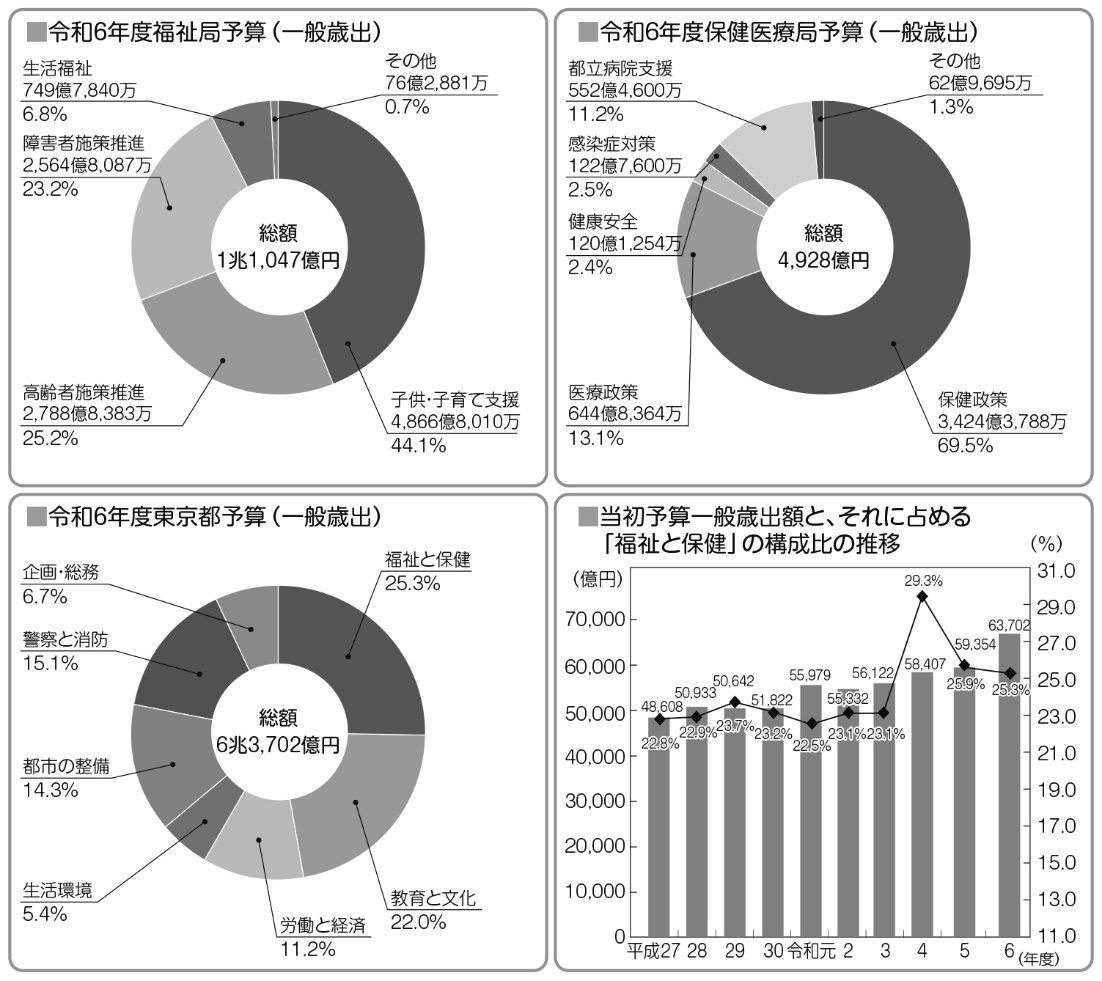 ■令和6年度福祉局予算（一般歳出）
生活福祉
749億7,840万
6.8%
その他
76億2,881万
0.7%
障害者施策推進
2,564億8,087万
23.2%
総額
1兆1,047億円
高齢者施策推進
2,788億8,383万
25.2%
子供・子育て支援
4,866億8,010万
44.1%
■令和6年度保健医療局予算（一般歳出）
都立病院支援
552億4,600万
11.2%
その他
62億9,695万
1.3%
感染症対策
122億7,600万
2.5%
健康安全
120億1,254万
2.4%
総額
4,928億円
医療政策
644億8,364万
13.1%
保健政策
3,424億3,788万
69.5%
■令和6年度東京都予算（一般歳出）
企画・総務
6.7%
福祉と保健
25.3%
警察と消防
15.1%
総額
6兆3,702億円
都市の整備
14.3%
生活環境
5.4%
労働と経済
11.2%
教育と文化
22.0%
■当初予算一般歳出額と、それに占める
「福祉と保健」の構成比の推移
（億円）
（%）
70,000
60,000
50,000
40,000
30,000
20,000
10,000
0
31.0
29.0
27.0
25.0
23.0
21.0
19.0
17.0
15.0
13.0
11.0
48,608
50,933
50,642
51,822
55,979
55,332
56,122
58,407
59,354
63,702
22.8%
22.9%
23.7%
23.2%
22.5%
23.1%
23.1%
29.3%
25.9%
25.3%
平成27 28 29 30 令和元 2 3 4 5 6 （年度）